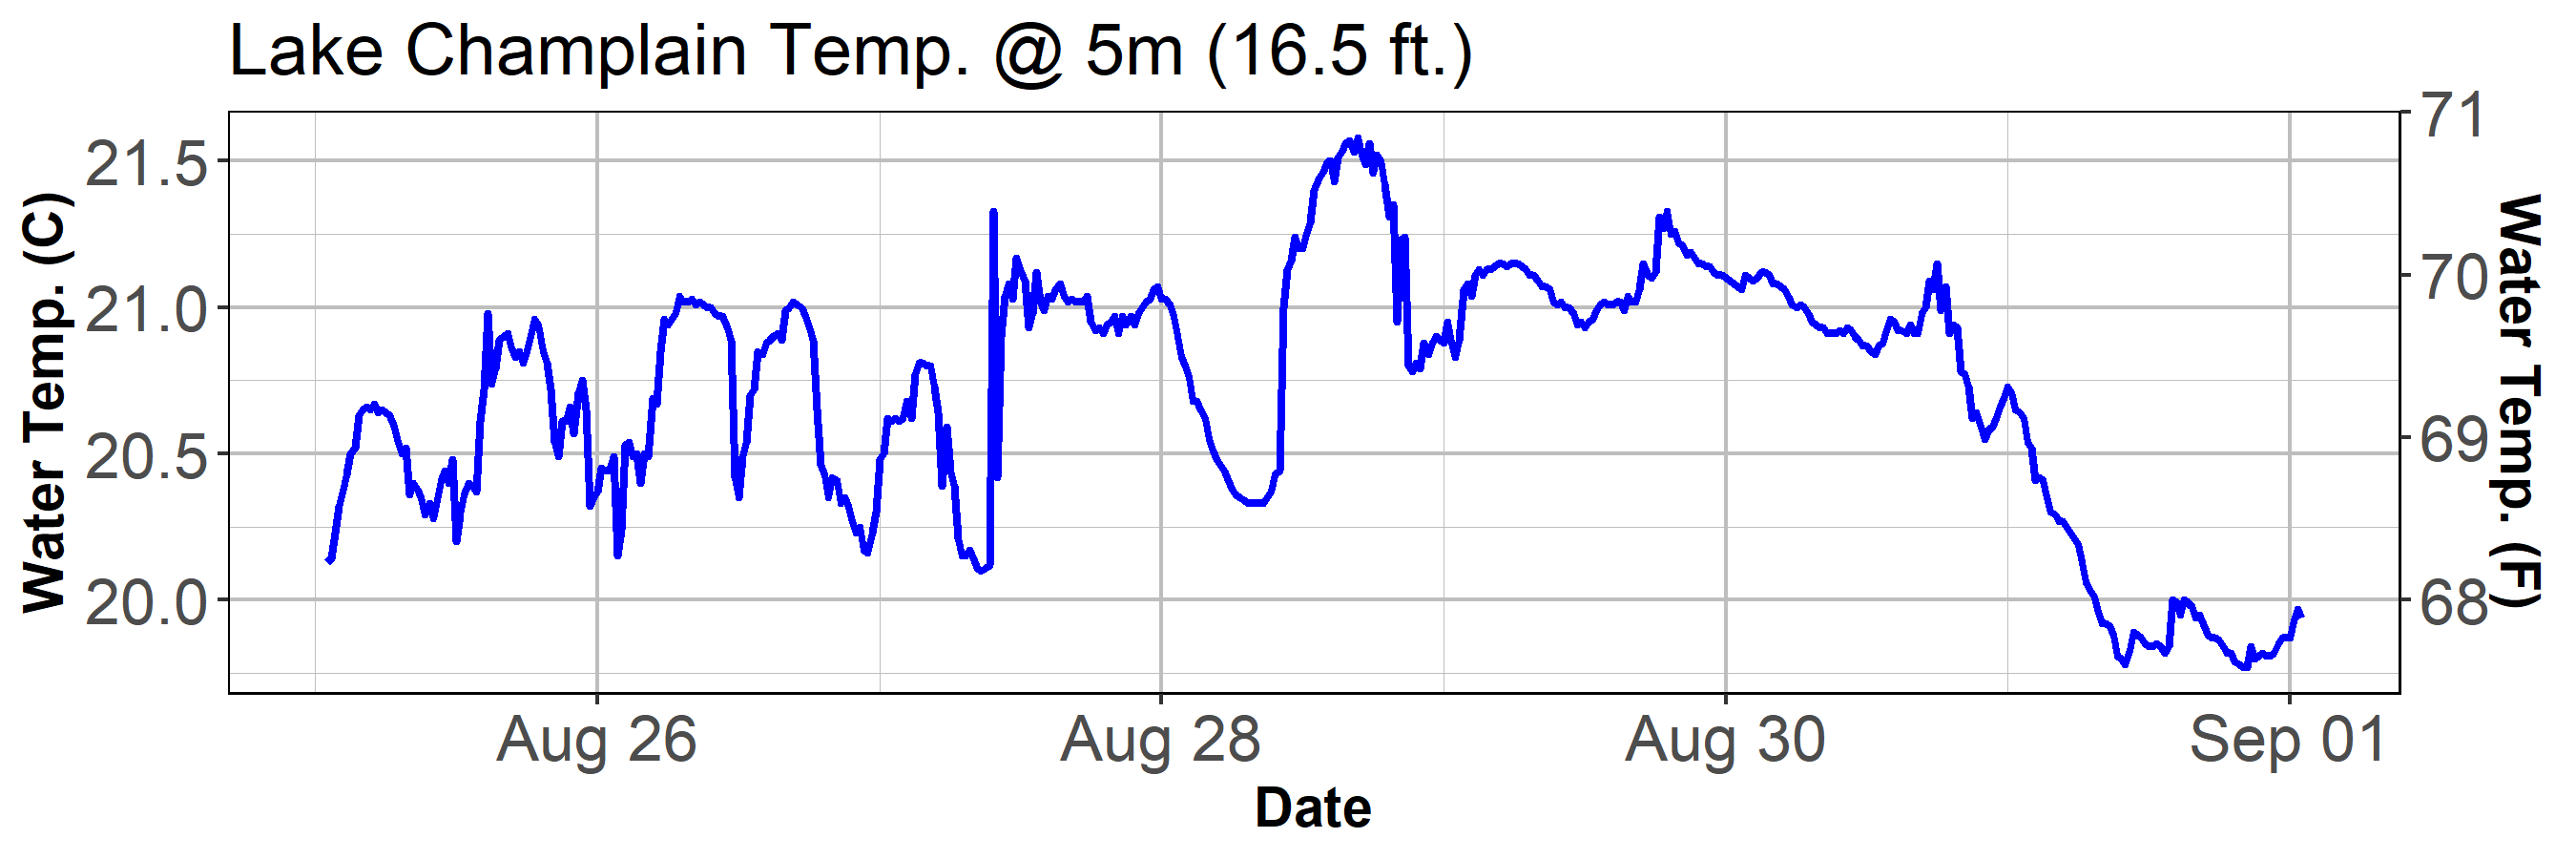 Lake Champlain Temp. @ 5m (16.5 ft.)
Water Temp. (C)
21.5
21.0
20.5
20.0
71
70
69
68
Water Temp. (F)
Aug 26 Aug 28 Aug 30 Sep 01
Date